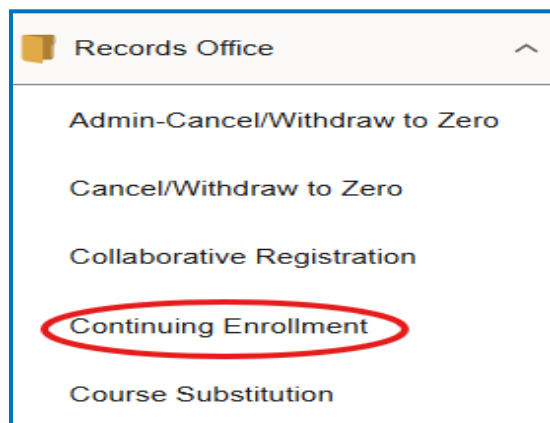 Records Office
Admin-Cancel/Withdraw to Zero
Cancel/Withdraw to Zero
Collaborative Registration
Continuing Enrollment
Course Substitution